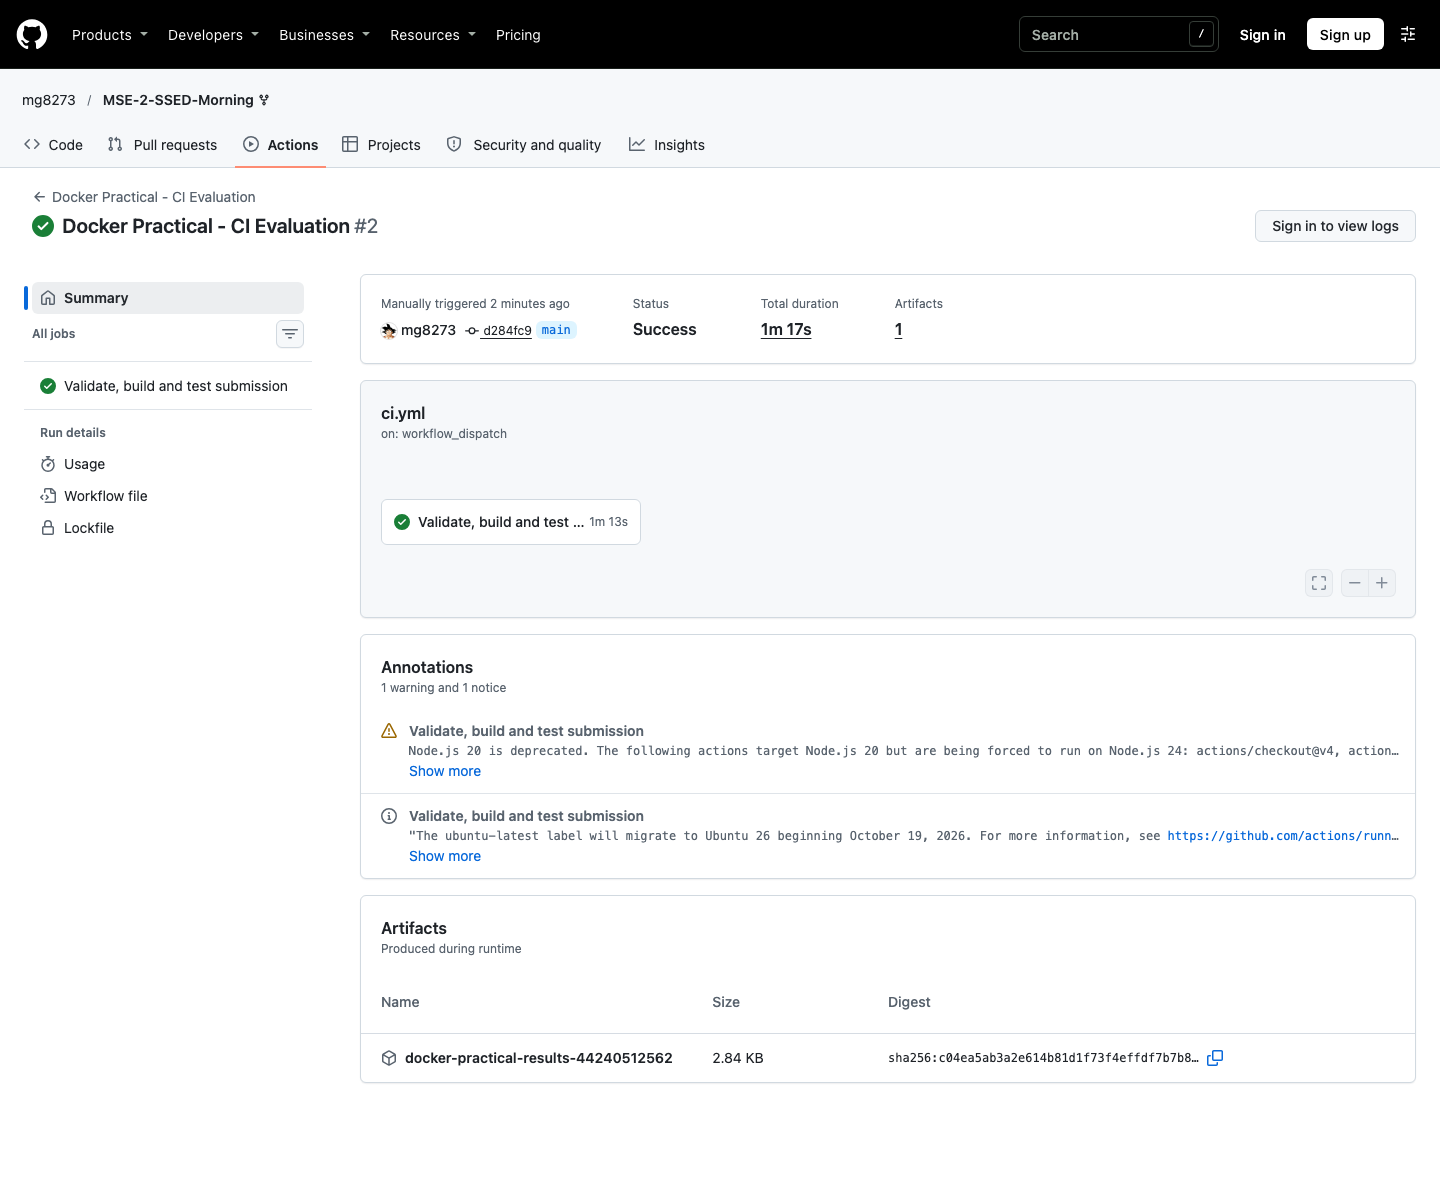 Products Developers Businesses Resources Pricing Search / Sign in Sign up
mg8273 / MSE-2-SSED-Morning
Code Pull requests Actions Projects Security and quality Insights
Docker Practical - CI Evaluation
Docker Practical - CI Evaluation #2
Sign in to view logs
Summary
All jobs
Validate, build and test submission
Run details
Usage
Workflow file
Lockfile
Manually triggered 2 minutes ago Status Total duration Artifacts
mg8273 d284fc9 main Success 1m 17s 1
ci.yml
on: workflow_dispatch
Validate, build and test ... 1m 13s
Annotations
1 warning and 1 notice
Validate, build and test submission
Node.js 20 is deprecated. The following actions target Node.js 20 but are being forced to run on Node.js 24: actions/checkout@v4, action…
Show more
Validate, build and test submission
"The ubuntu-latest label will migrate to Ubuntu 26 beginning October 19, 2026. For more information, see https://github.com/actions/runn…
Show more
Artifacts
Produced during runtime
Name Size Digest
docker-practical-results-44240512562 2.84 KB sha256:c04ea5ab3a2e614b81d1f73f4effdf7b7b8…